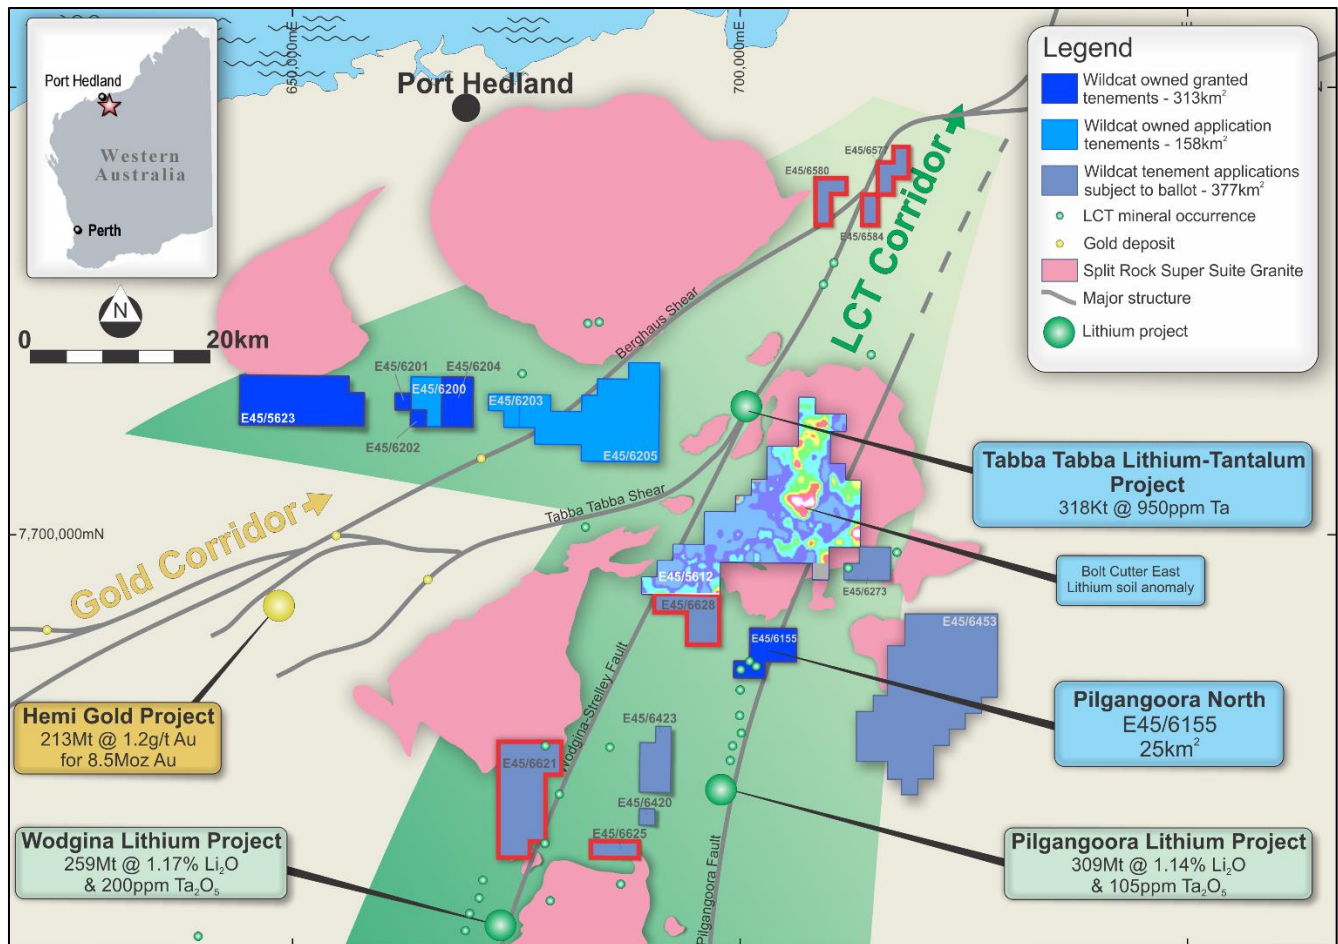 650,000mE
700,000mE
Port Hedland
Western
Australia
Perth
Port Hedland
N
0
20km
Legend
Wildcat owned granted
tenements - 313km²
Wildcat owned application
tenements - 158km²
Wildcat tenement applications
subject to ballot - 377km²
LCT mineral occurrence
Gold deposit
Split Rock Super Suite Granite
Major structure
Lithium project
E45/6577
E45/6580
E45/6584
LCT Corridor
Berghaus Shear
E45/6201
E45/6204
E45/6200
E45/6203
E45/5623
E45/6202
E45/6205
Tabba Tabba Shear
Tabba Tabba Lithium-Tantalum
Project
318Kt @ 950ppm Ta
7,700,000mN
Gold Corridor
Bolt Cutter East
Lithium soil anomaly
E45/5612
E45/6273
E45/6628
E45/6453
E45/6155
Wodgina-Strelley Fault
Hemi Gold Project
213Mt @ 1.2g/t Au
for 8.5Moz Au
Pilgangoora North
E45/6155
25km²
E45/6423
E45/6621
E45/6420
E45/6625
Pilgangoora Fault
Wodgina Lithium Project
259Mt @ 1.17% Li₂O
& 200ppm Ta₂O₅
Pilgangoora Lithium Project
309Mt @ 1.14% Li₂O
& 105ppm Ta₂O₅